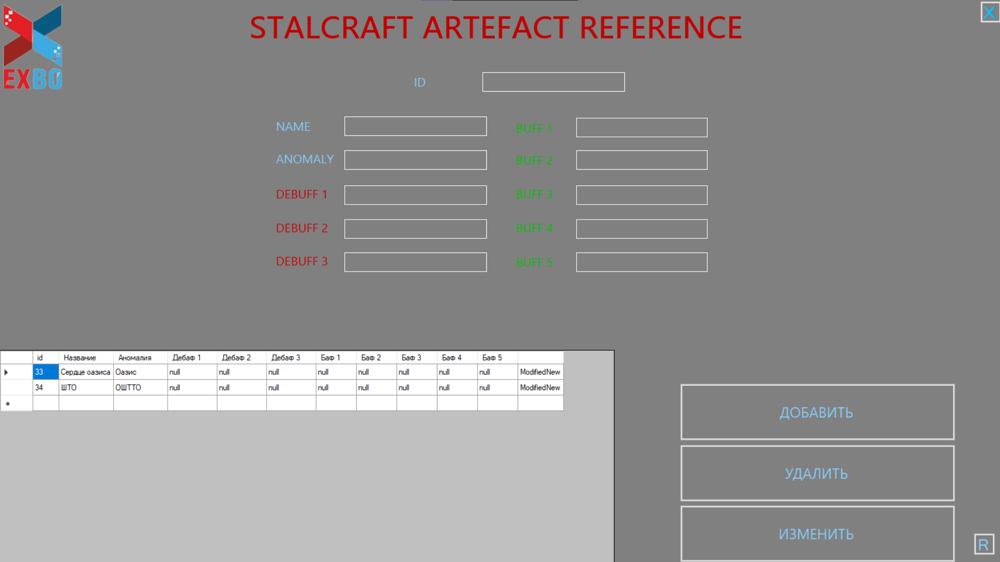 STALCRAFT ARTEFACT REFERENCE
X
EXBO
ID
NAME
BUFF 1
ANOMALY
BUFF 2
DEBUFF 1
BUFF 3
DEBUFF 2
BUFF 4
DEBUFF 3
BUFF 5
id Название Аномалия Дебаф 1 Дебаф 2 Дебаф 3 Баф 1 Баф 2 Баф 3 Баф 4 Баф 5
33 Сердце оазиса Оазис null null null null null null null null ModifiedNew
34 ШТО ОШТТО null null null null null null null null ModifiedNew
ДОБАВИТЬ
УДАЛИТЬ
ИЗМЕНИТЬ
R